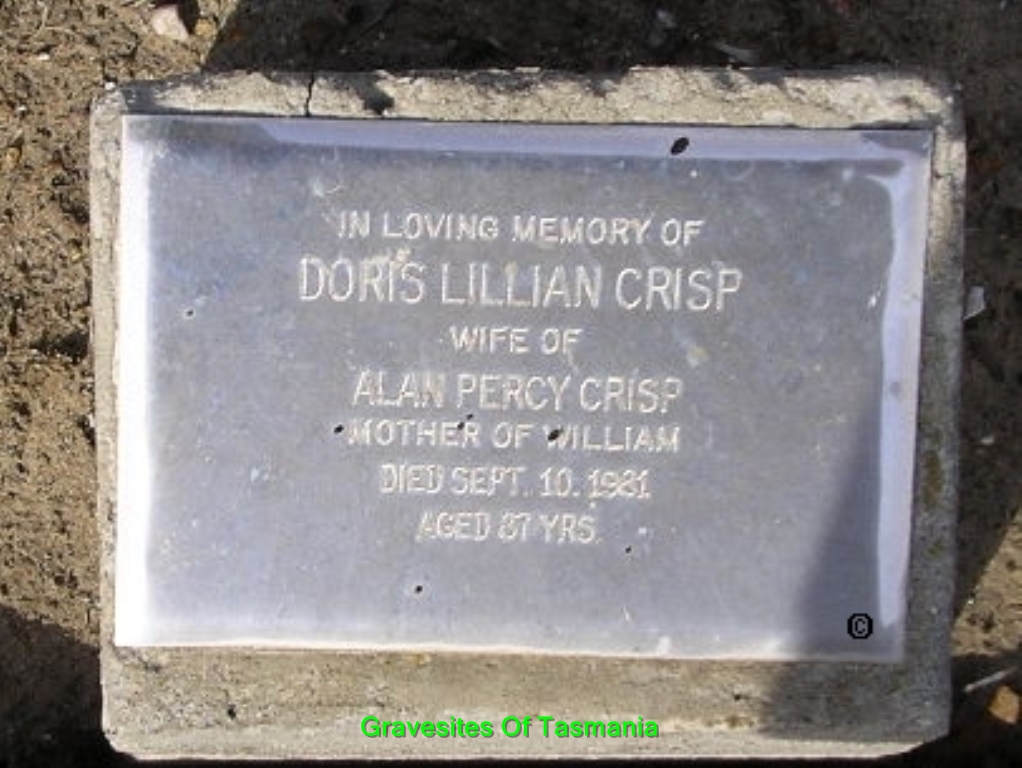 IN LOVING MEMORY OF
DORIS LILLIAN CRISP
WIFE OF
ALAN PERCY CRISP
MOTHER OF WILLIAM
DIED SEPT. 10. 1981
AGED 87 YRS.
©
Gravesites Of Tasmania